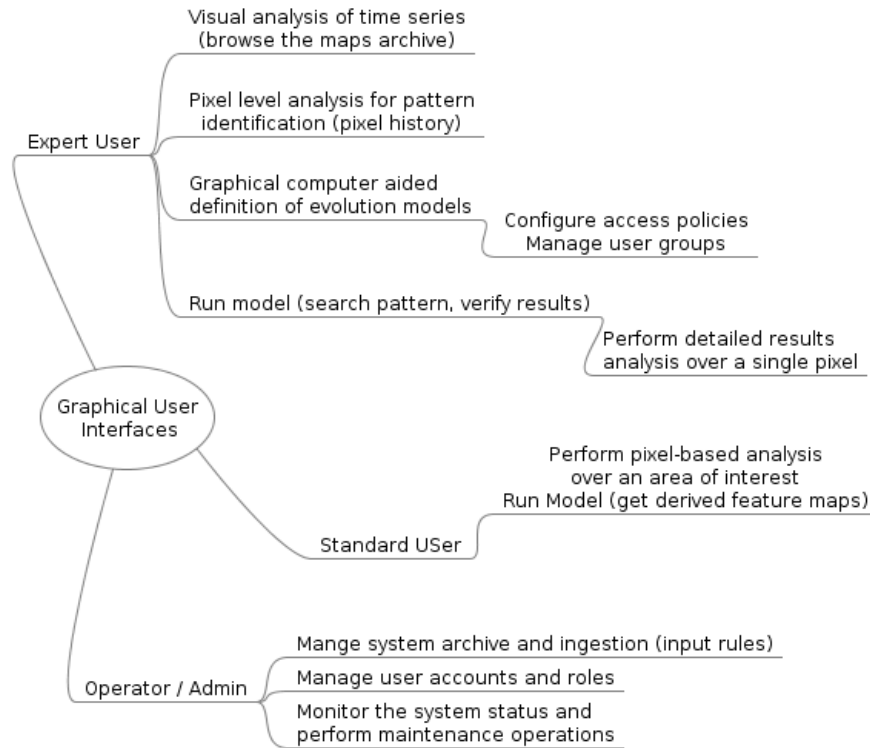 Visual analysis of time series
(browse the maps archive)
Pixel level analysis for pattern
identification (pixel history)
Expert User
Graphical computer aided
definition of evolution models
Configure access policies
Manage user groups
Run model (search pattern, verify results)
Perform detailed results
analysis over a single pixel
Graphical User
Interfaces
Perform pixel-based analysis
over an area of interest
Run Model (get derived feature maps)
Standard USer
Mange system archive and ingestion (input rules)
Manage user accounts and roles
Operator / Admin
Monitor the system status and
perform maintenance operations